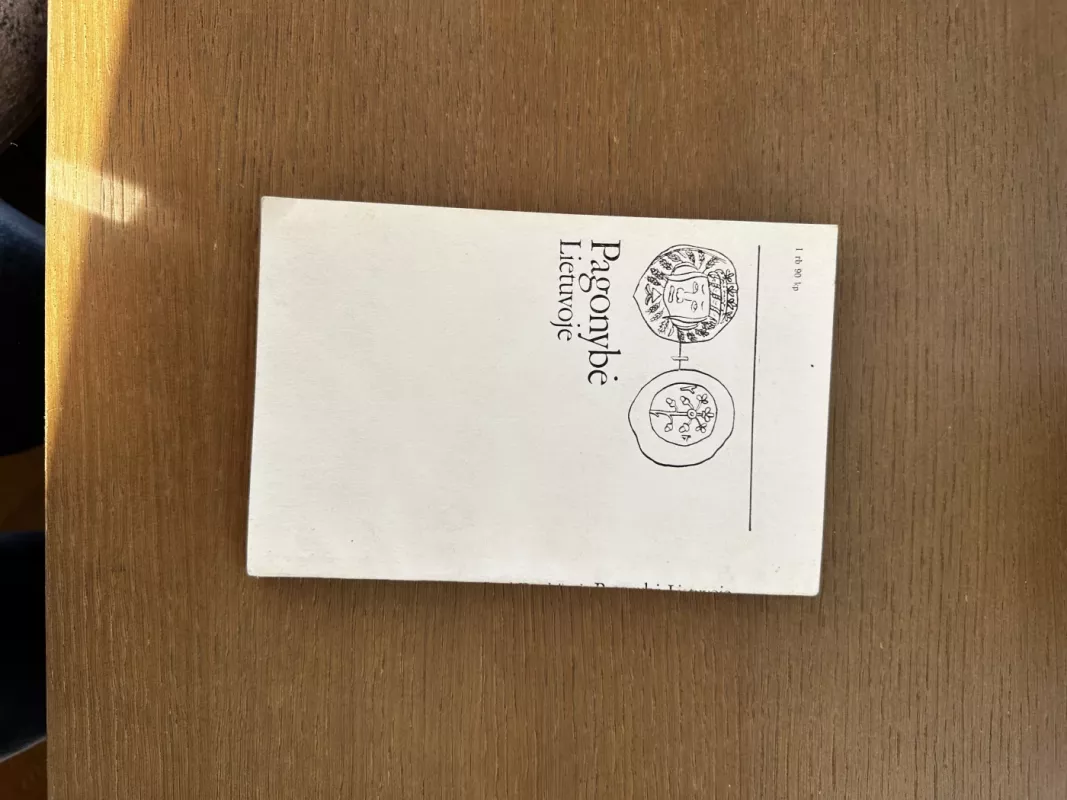 1 rb 90 kp
Pagonybė
Lietuvoje